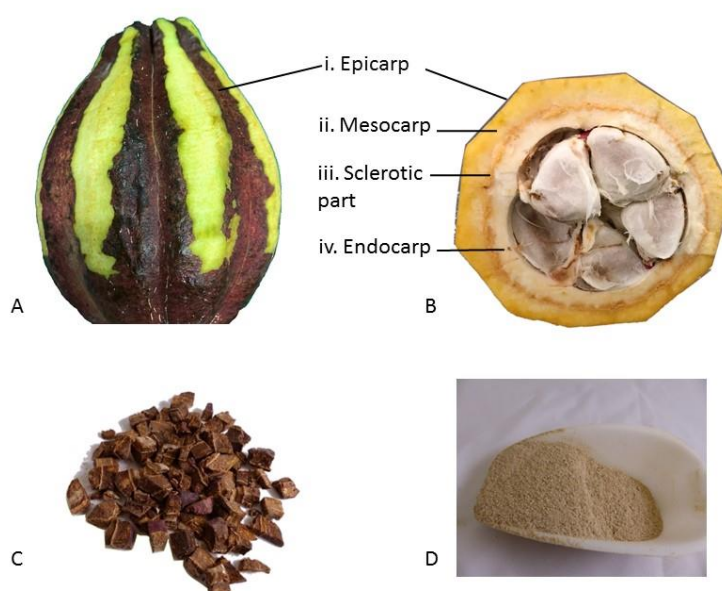 i. Epicarp
ii. Mesocarp
iii. Sclerotic
part
iv. Endocarp
A
B
C
D